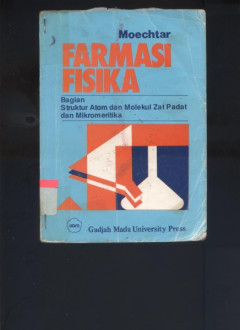 Moechtar
FARMASI
FISIKA
Bagian
Struktur Atom dan Molekul Zat Padat
dan Mikromeritika
Gadjah Mada University Press